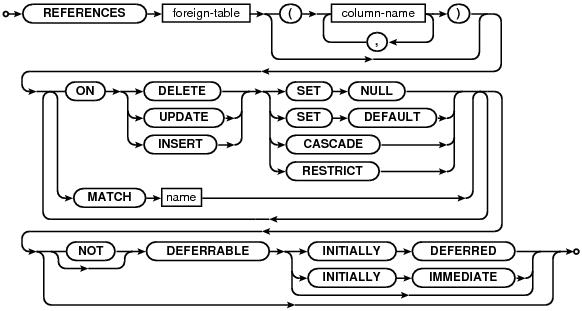 REFERENCES foreign-table ( column-name )
,
ON DELETE SET NULL
UPDATE SET DEFAULT
INSERT CASCADE
RESTRICT
MATCH name
NOT DEFERRABLE INITIALLY DEFERRED
INITIALLY IMMEDIATE